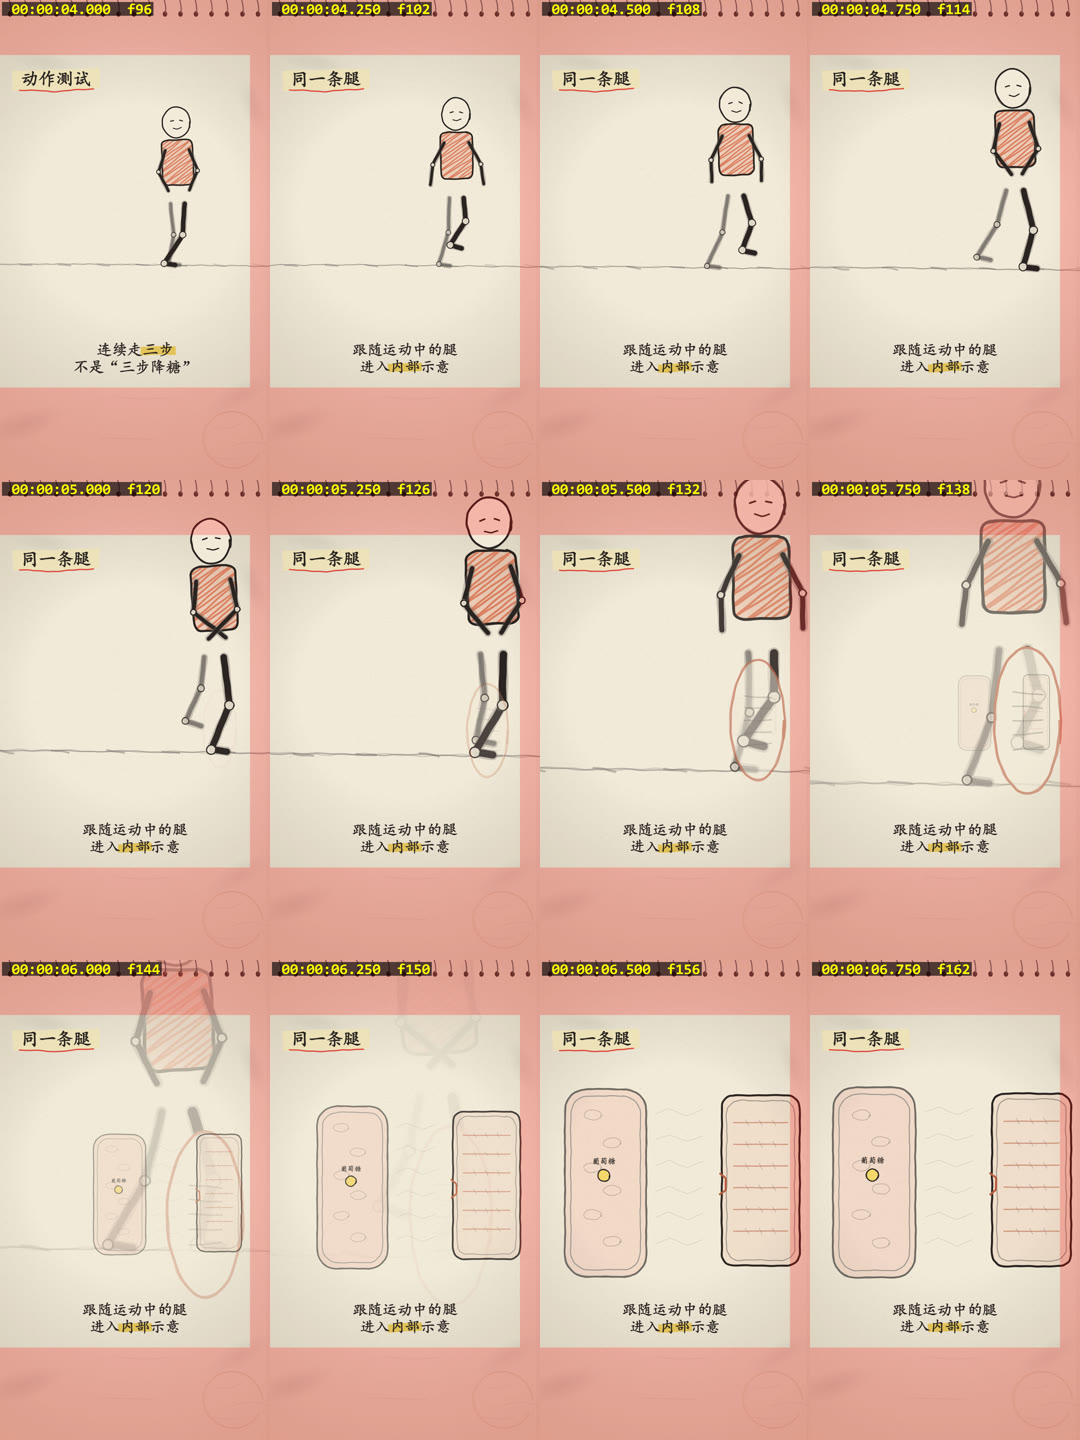 00:00:04.000 f96
动作测试
连续走三步
不是“三步降糖”
00:00:04.250 f102
同一条腿
跟随运动中的腿
进入内部示意
00:00:04.500 f108
同一条腿
跟随运动中的腿
进入内部示意
00:00:04.750 f114
同一条腿
跟随运动中的腿
进入内部示意
00:00:05.000 f120
同一条腿
跟随运动中的腿
进入内部示意
00:00:05.250 f126
同一条腿
跟随运动中的腿
进入内部示意
00:00:05.500 f132
同一条腿
跟随运动中的腿
进入内部示意
00:00:05.750 f138
同一条腿
跟随运动中的腿
进入内部示意
00:00:06.000 f144
同一条腿
葡萄糖
跟随运动中的腿
进入内部示意
00:00:06.250 f150
同一条腿
葡萄糖
跟随运动中的腿
进入内部示意
00:00:06.500 f156
同一条腿
葡萄糖
跟随运动中的腿
进入内部示意
00:00:06.750 f162
同一条腿
葡萄糖
跟随运动中的腿
进入内部示意